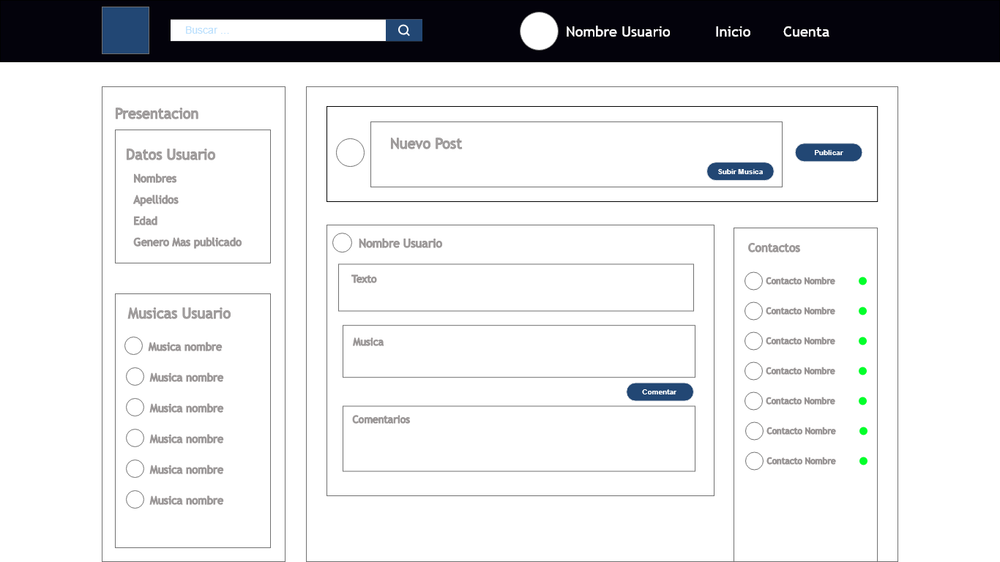 Buscar ...
Nombre Usuario
Inicio
Cuenta
Presentacion
Datos Usuario
Nombres
Apellidos
Edad
Genero Mas publicado
Musicas Usuario
Musica nombre
Musica nombre
Musica nombre
Musica nombre
Musica nombre
Musica nombre
Nuevo Post
Subir Musica
Publicar
Nombre Usuario
Texto
Musica
Comentar
Comentarios
Contactos
Contacto Nombre
Contacto Nombre
Contacto Nombre
Contacto Nombre
Contacto Nombre
Contacto Nombre
Contacto Nombre